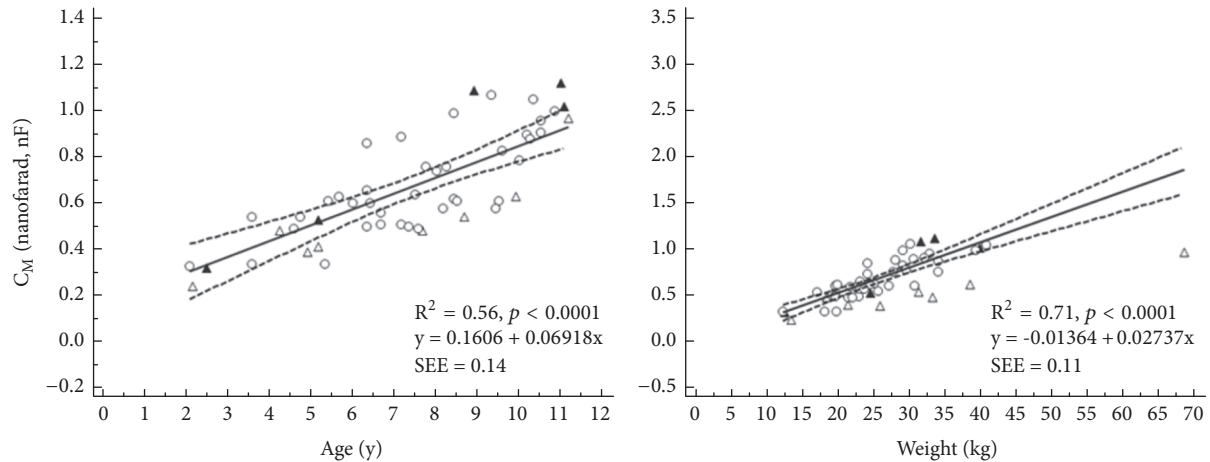 1.4
1.2
1.0
0.8
0.6
0.4
0.2
0.0
−0.2
C_M (nanofarad, nF)
R² = 0.56, p < 0.0001
y = 0.1606 + 0.06918x
SEE = 0.14
0 1 2 3 4 5 6 7 8 9 10 11 12
Age (y)
3.5
3.0
2.5
2.0
1.5
1.0
0.5
0.0
−0.5
R² = 0.71, p < 0.0001
y = -0.01364 + 0.02737x
SEE = 0.11
0 5 10 15 20 25 30 35 40 45 50 55 60 65 70
Weight (kg)